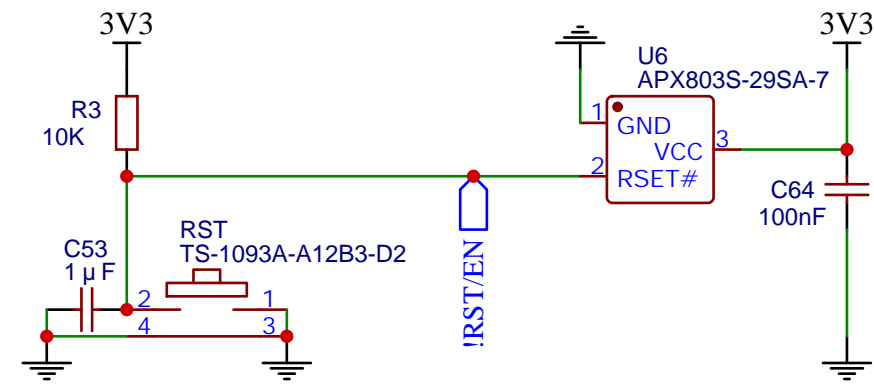 3V3
3V3
U6
APX803S-29SA-7
R3
10K
1
GND
VCC
3
2
RSET#
C64
100nF
RST
TS-1093A-A12B3-D2
C53
1µF
2
1
4
3
!RST/EN